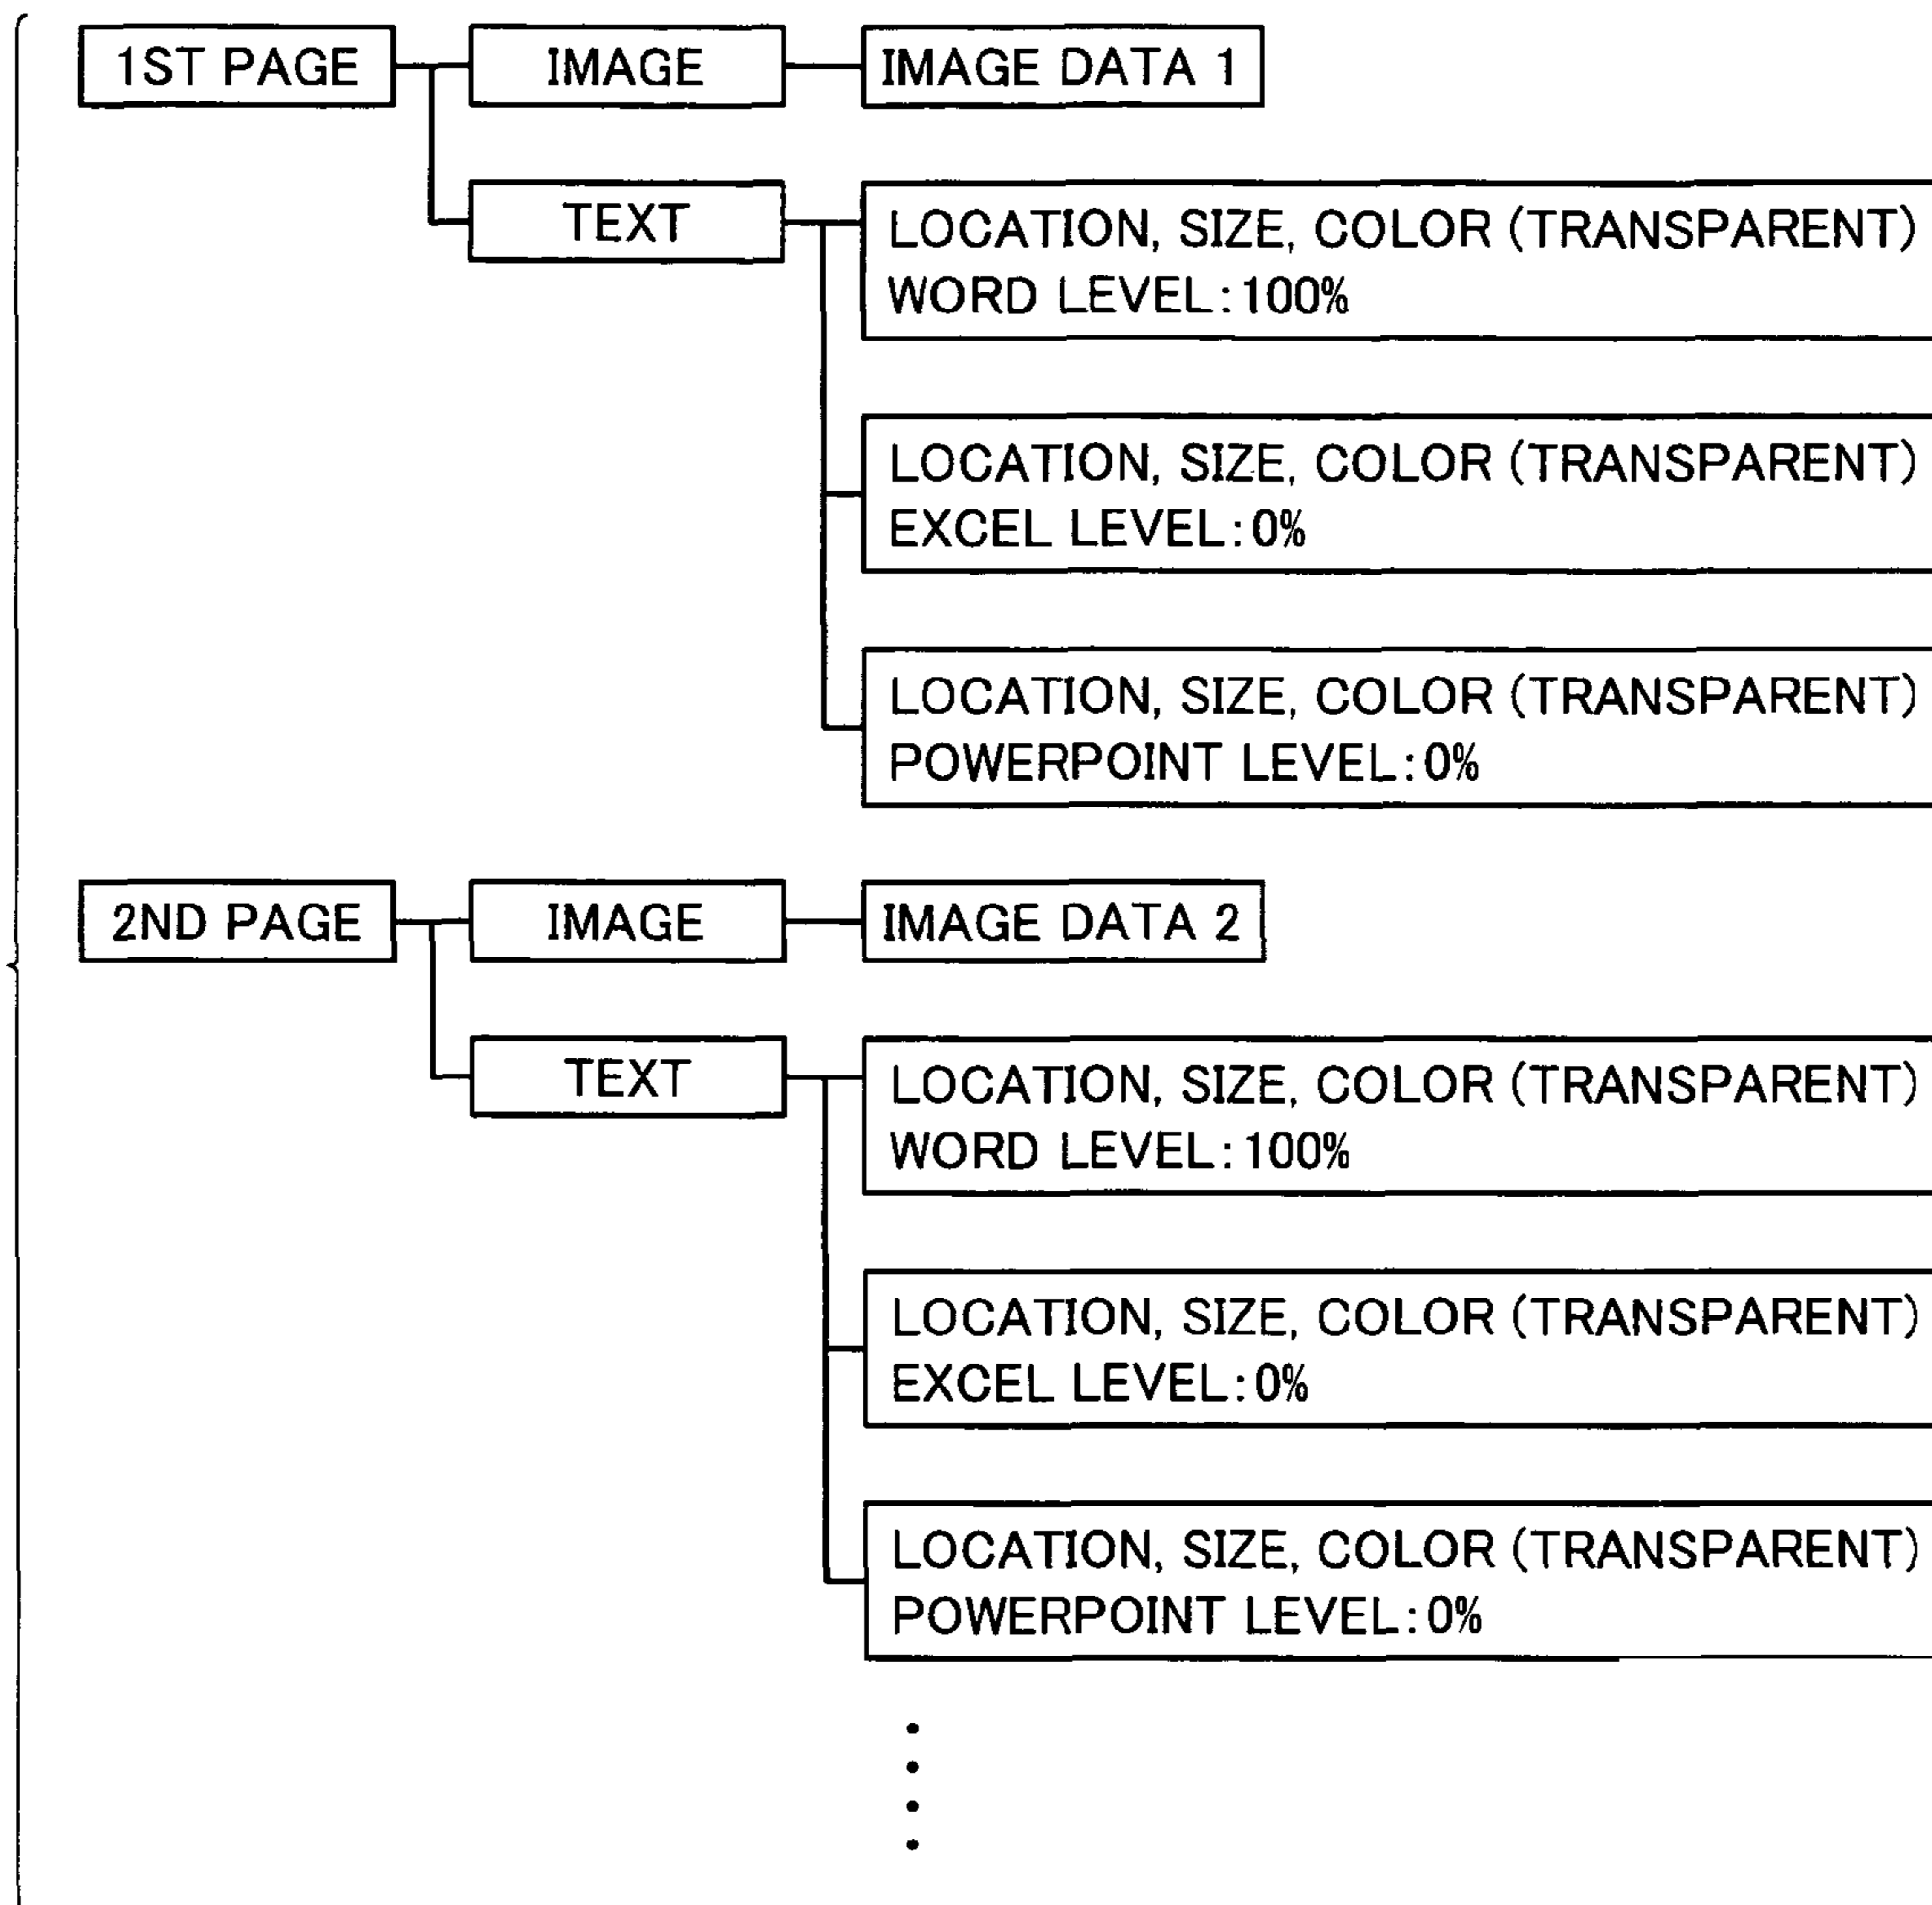 1ST PAGE IMAGE IMAGE DATA 1
TEXT LOCATION, SIZE, COLOR (TRANSPARENT)
WORD LEVEL:100%
LOCATION, SIZE, COLOR (TRANSPARENT)
EXCEL LEVEL:0%
LOCATION, SIZE, COLOR (TRANSPARENT)
POWERPOINT LEVEL:0%
2ND PAGE IMAGE IMAGE DATA 2
TEXT LOCATION, SIZE, COLOR (TRANSPARENT)
WORD LEVEL:100%
LOCATION, SIZE, COLOR (TRANSPARENT)
EXCEL LEVEL:0%
LOCATION, SIZE, COLOR (TRANSPARENT)
POWERPOINT LEVEL:0%